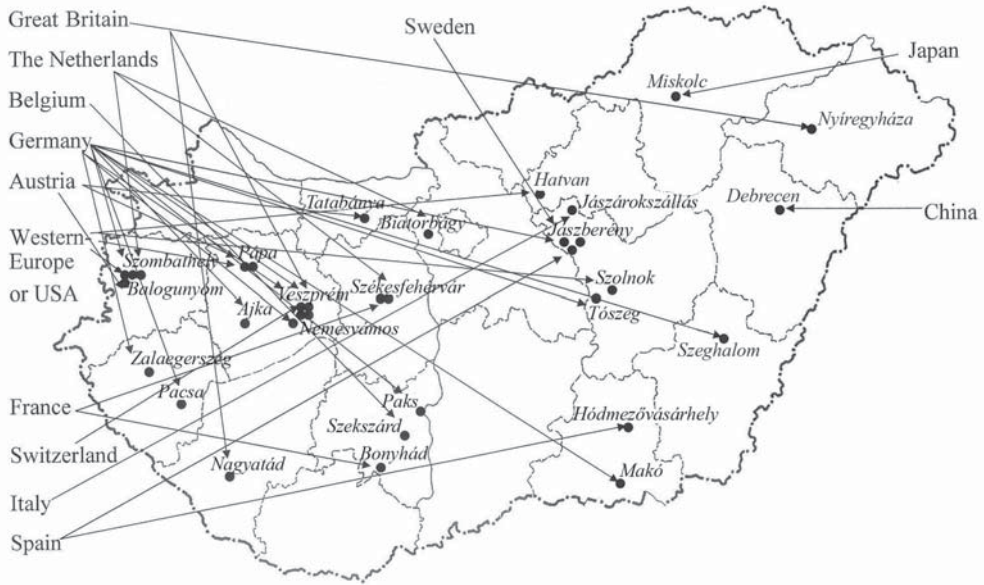 Great Britain
The Netherlands
Belgium
Germany
Austria
Western
Europe
or USA
France
Switzerland
Italy
Spain
Sweden
Japan
China
Miskolc
Nyíregyháza
Hatvan
Jászárokszállás
Debrecen
Tatabánya
Biatorbágy
Jászberény
Szombathely
Pápa
Balogunyom
Veszprém
Székesfehérvár
Szolnok
Ajka
Nemesvámos
Tószeg
Szeghalom
Zalaegerszeg
Pacsa
Paks
Szekszárd
Hódmezővásárhely
Nagyatád
Bonyhád
Makó